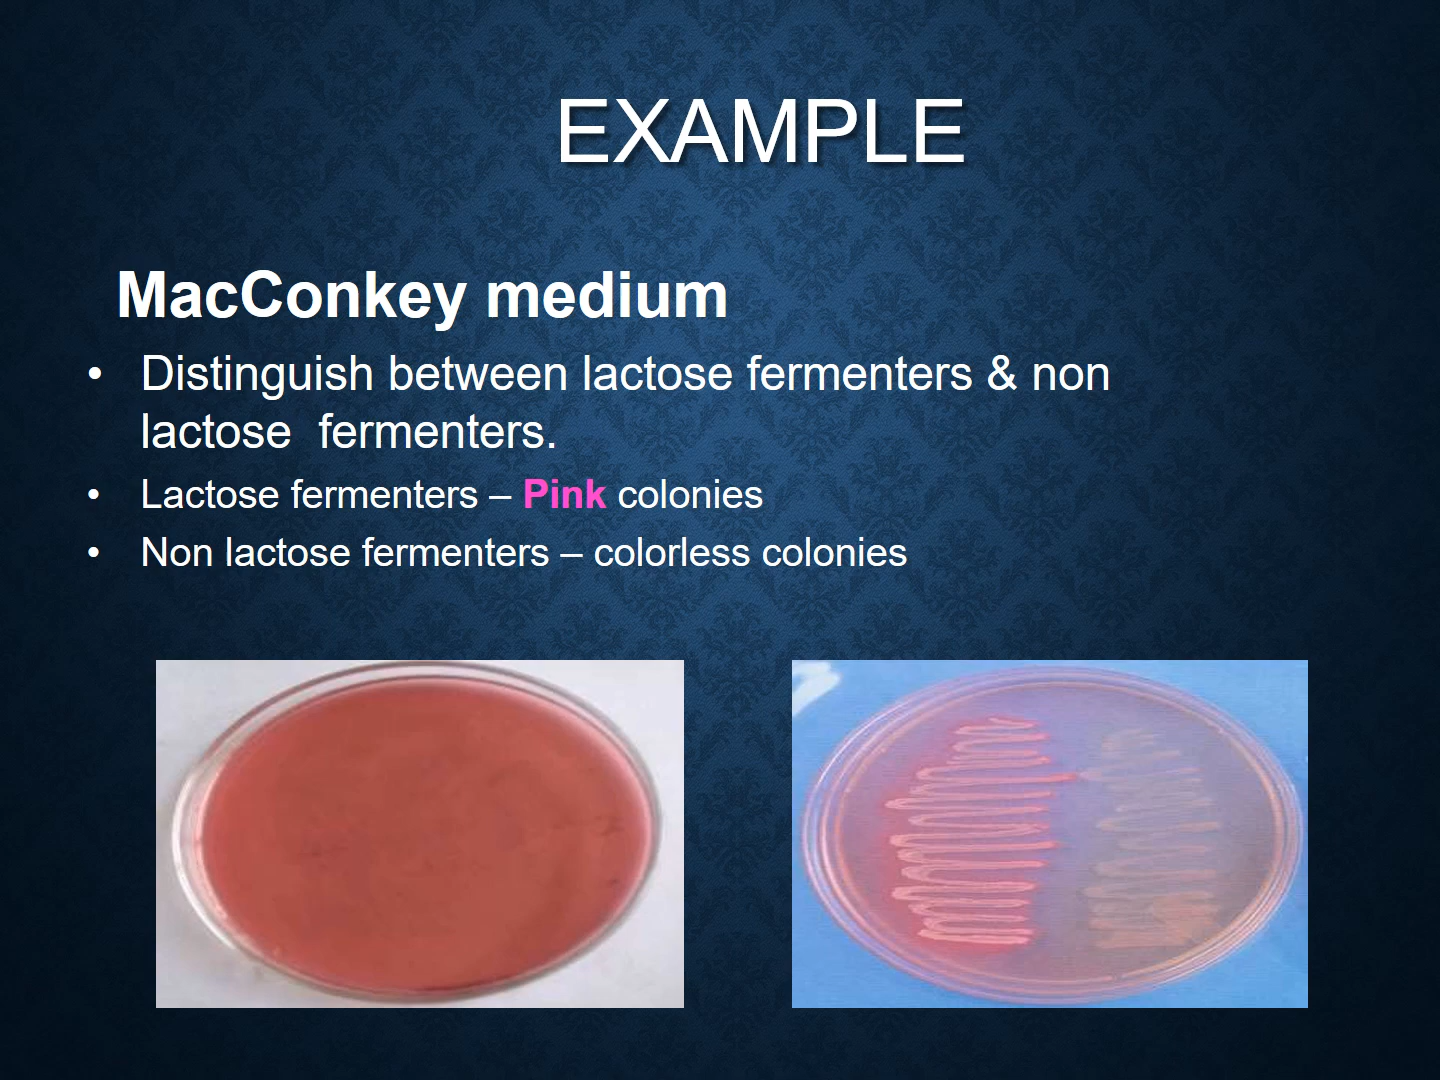 EXAMPLE
MacConkey medium
• Distinguish between lactose fermenters & non
lactose  fermenters.
• Lactose fermenters – Pink colonies
• Non lactose fermenters – colorless colonies